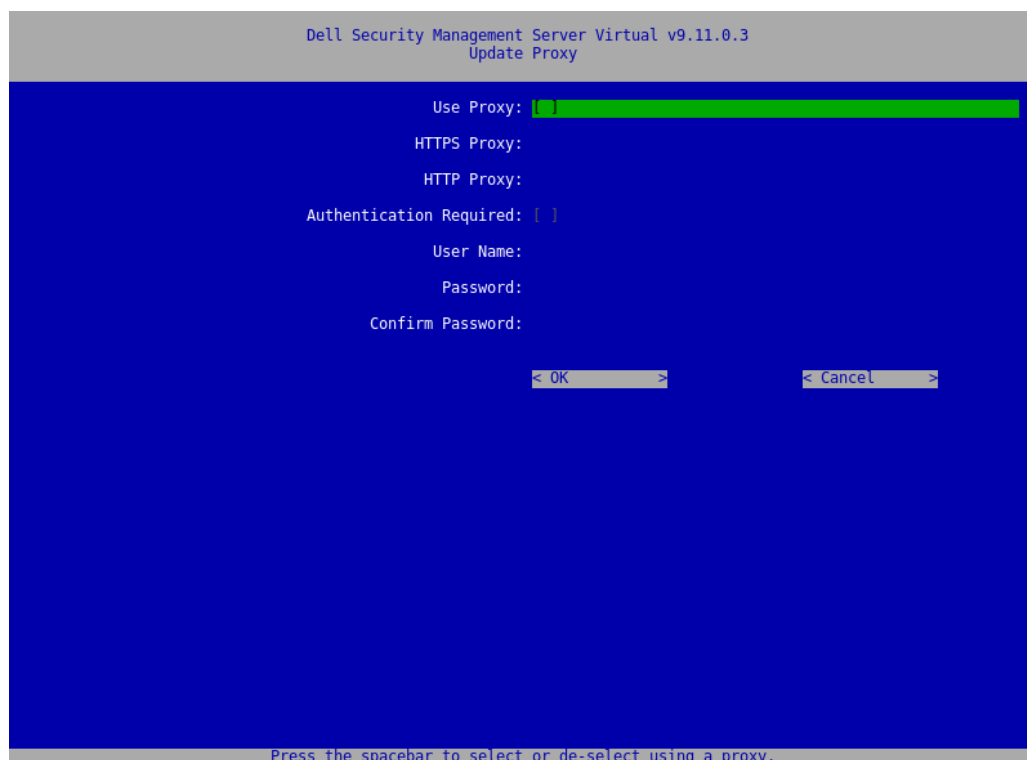 Dell Security Management Server Virtual v9.11.0.3
Update Proxy
Use Proxy: [ ]
HTTPS Proxy:
HTTP Proxy:
Authentication Required: [ ]
User Name:
Password:
Confirm Password:
< OK > < Cancel >
Press the spacebar to select or de-select using a proxy.